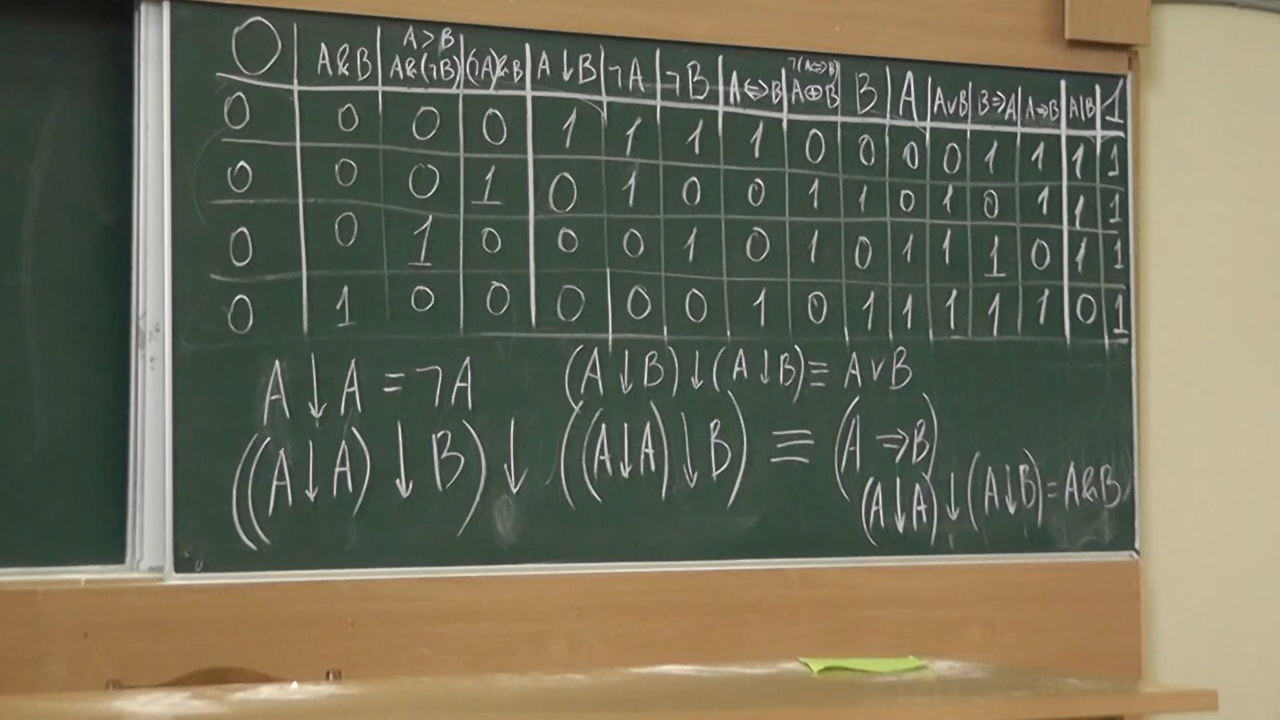 A>B ¬(A⇔B)
0 A&B A&(¬B) (¬A)&B A↓B ¬A ¬B A⇔B A⊕B B A A∨B B⇒A A⇒B A|B 1
0 0 0 0 1 1 1 1 0 0 0 0 1 1 1 1
0 0 0 1 0 1 0 0 1 1 0 1 0 1 1 1
0 0 1 0 0 0 1 0 1 0 1 1 1 0 1 1
0 1 0 0 0 0 0 1 0 1 1 1 1 1 0 1
A↓A = ¬A (A↓B)↓(A↓B) ≡ A∨B
((A↓A)↓B)↓((A↓A)↓B) ≡ (A⇒B)
(A↓A)↓(A↓B) = A&B